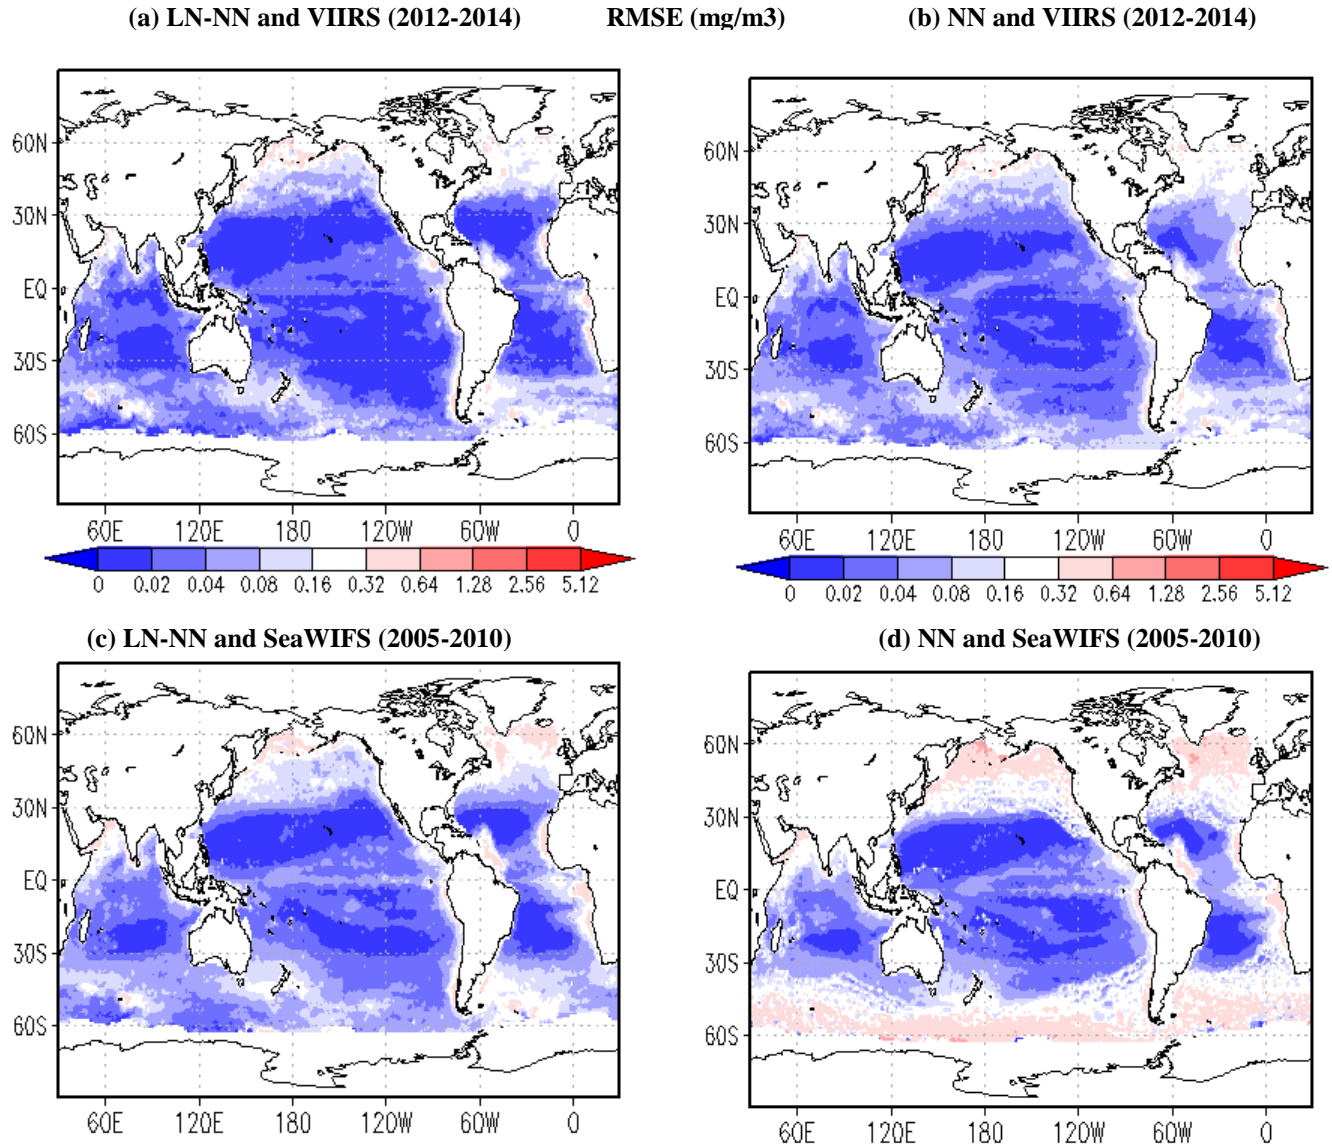 (a) LN-NN and VIIRS (2012-2014) RMSE (mg/m3) (b) NN and VIIRS (2012-2014)
60N
30N
EQ
30S
60S
60E 120E 180 120W 60W 0
0 0.02 0.04 0.08 0.16 0.32 0.64 1.28 2.56 5.12
60N
30N
EQ
30S
60S
60E 120E 180 120W 60W 0
0 0.02 0.04 0.08 0.16 0.32 0.64 1.28 2.56 5.12
(c) LN-NN and SeaWIFS (2005-2010) (d) NN and SeaWIFS (2005-2010)
60N
30N
EQ
30S
60S
60E 120E 180 120W 60W 0
60N
30N
EQ
30S
60S
60E 120E 180 120W 60W 0